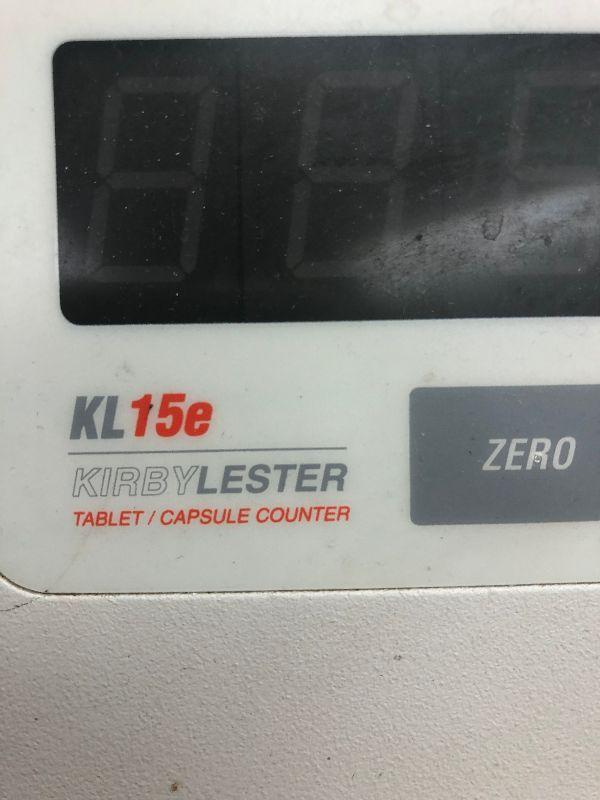 KL15e
KIRBYLESTER
TABLET / CAPSULE COUNTER
ZERO